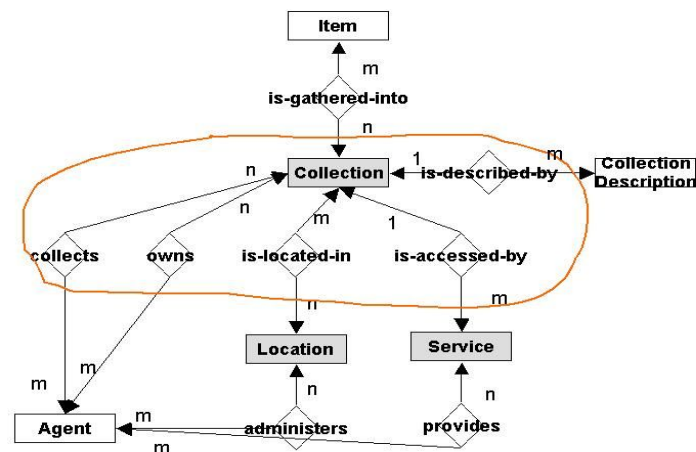 Item
m
is-gathered-into
n
Collection
1
is-described-by
m
Collection
Description
n
n
m
1
collects
owns
is-located-in
is-accessed-by
n
m
Location
Service
m
m
n
n
Agent
m
administers
provides
m